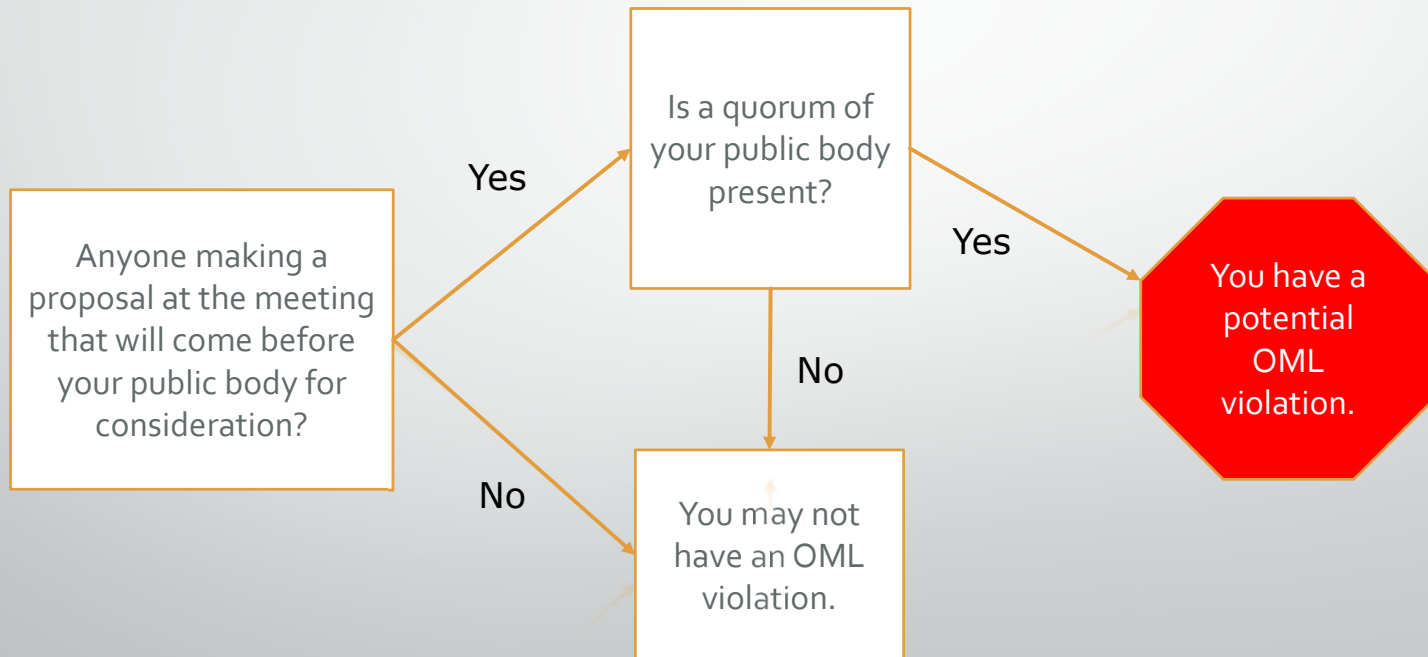 Anyone making a
proposal at the meeting
that will come before
your public body for
consideration?
Yes
No
Is a quorum of
your public body
present?
Yes
No
You may not
have an OML
violation.
You have a
potential
OML
violation.